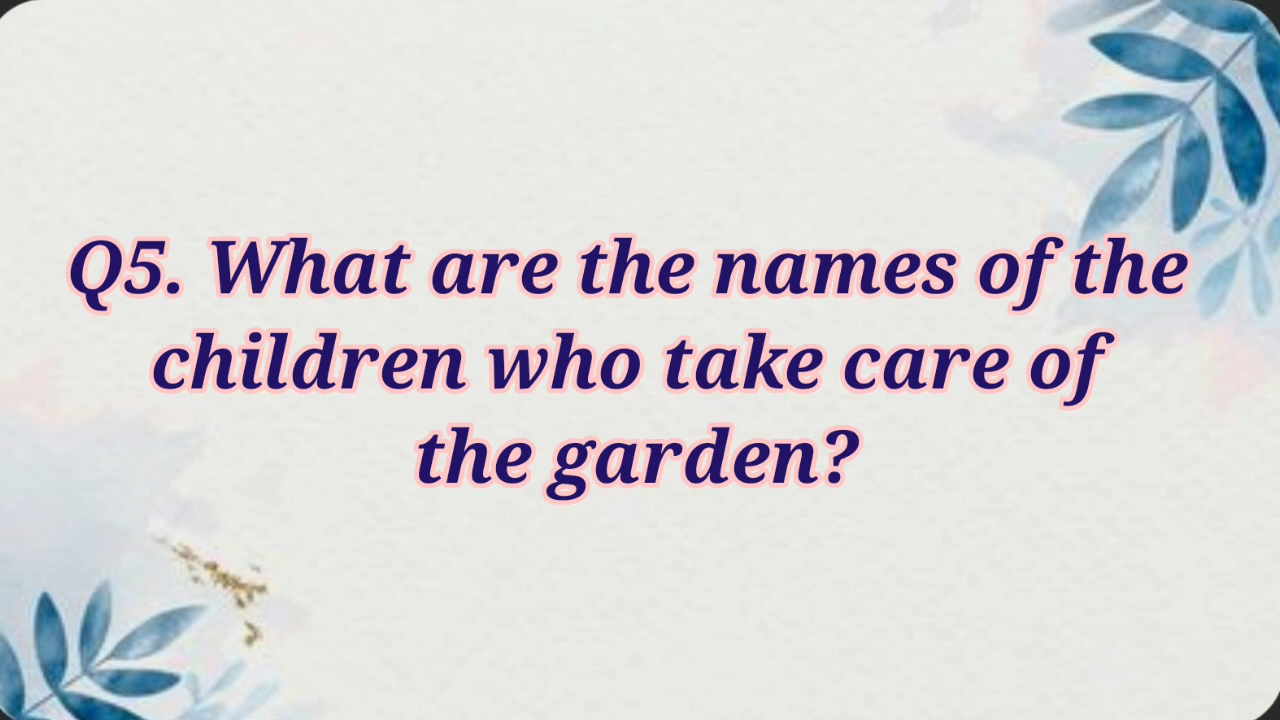 Q5. What are the names of the
children who take care of
the garden?